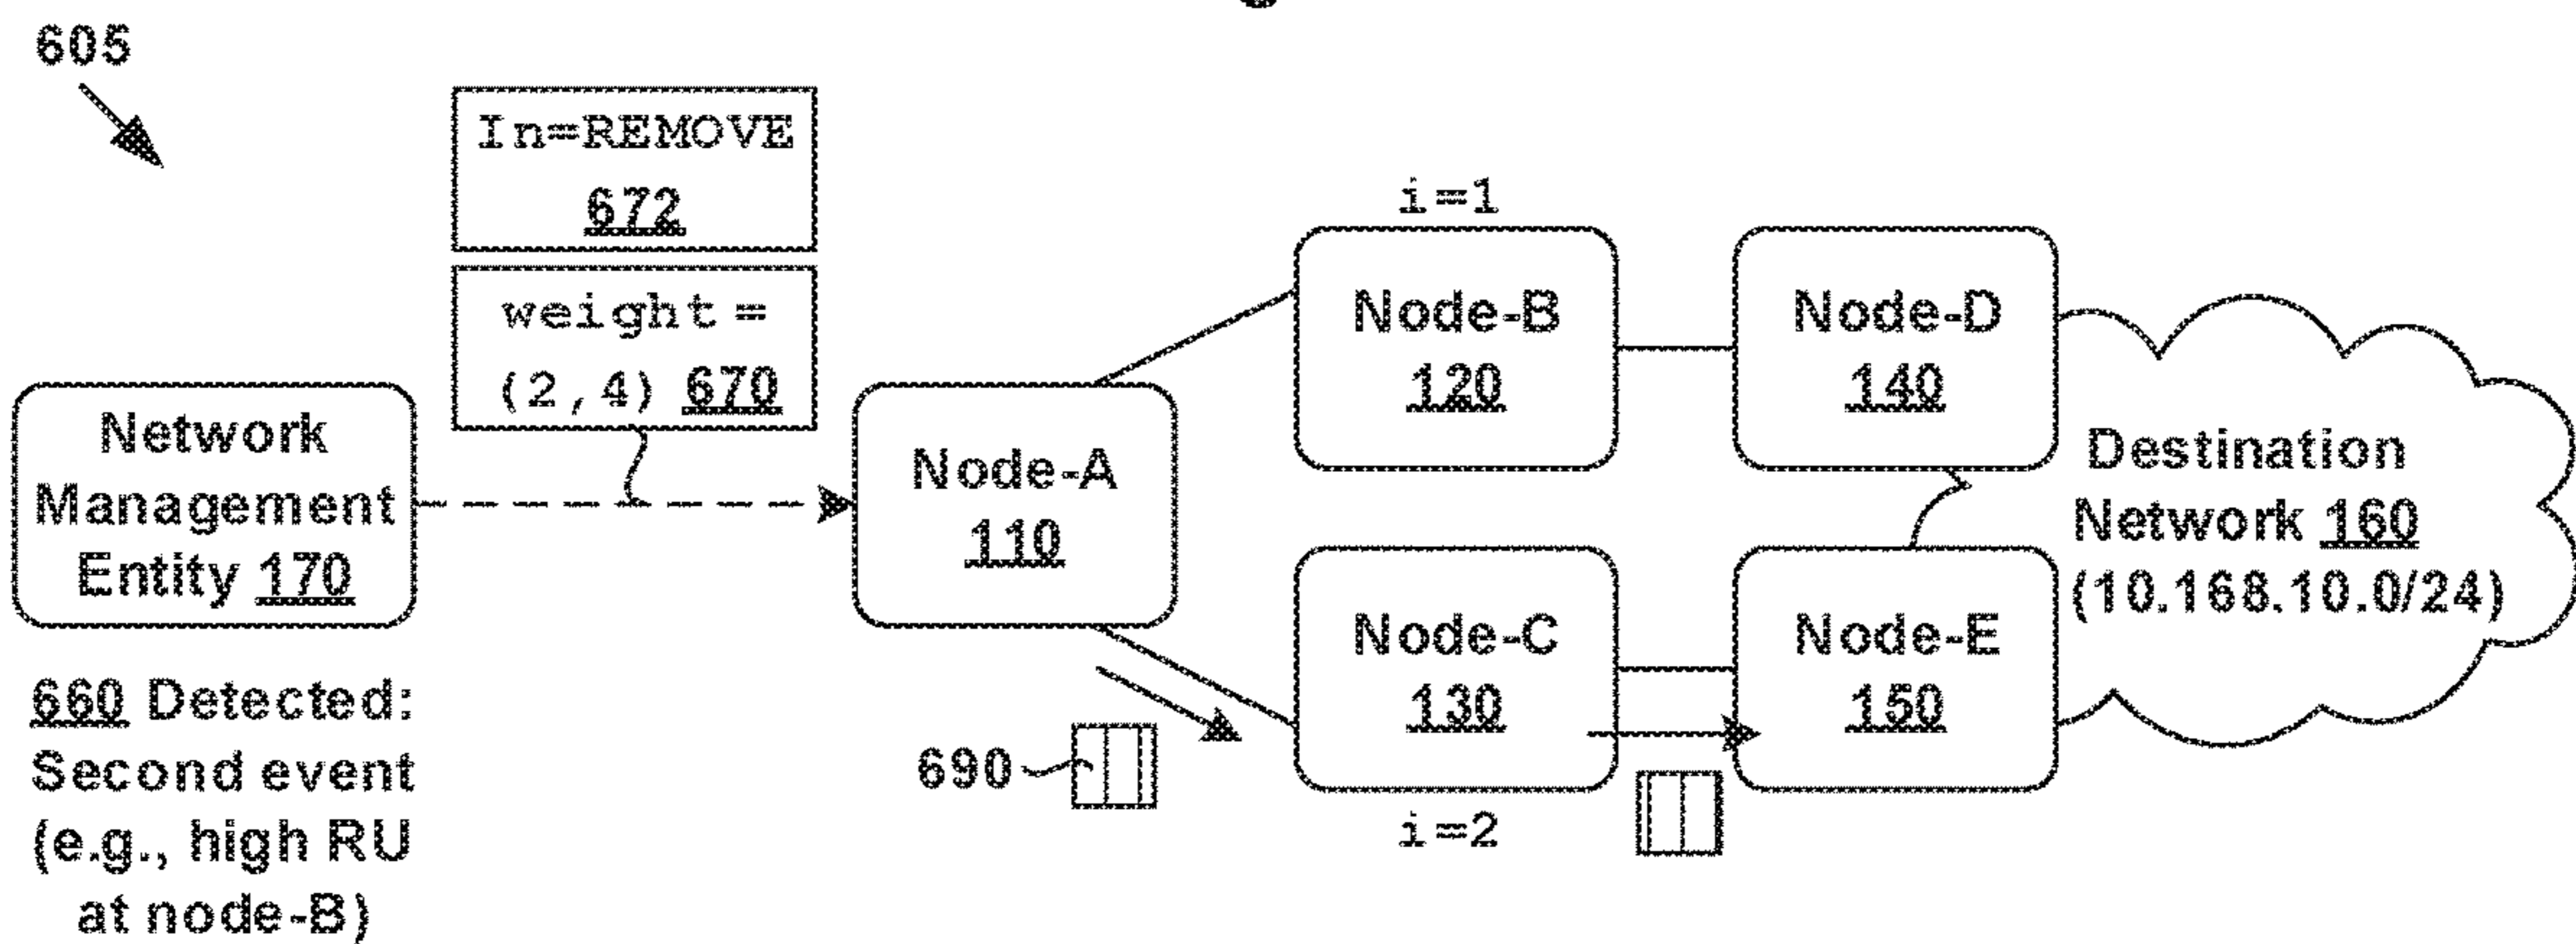 605
In=REMOVE
672
weight =
(2,4) 670
Network
Management
Entity 170
660 Detected:
Second event
(e.g., high RU
at node-B)
Node-A
110
690
i=1
Node-B
120
Node-C
130
i=2
Node-D
140
Node-E
150
Destination
Network 160
(10.168.10.0/24)